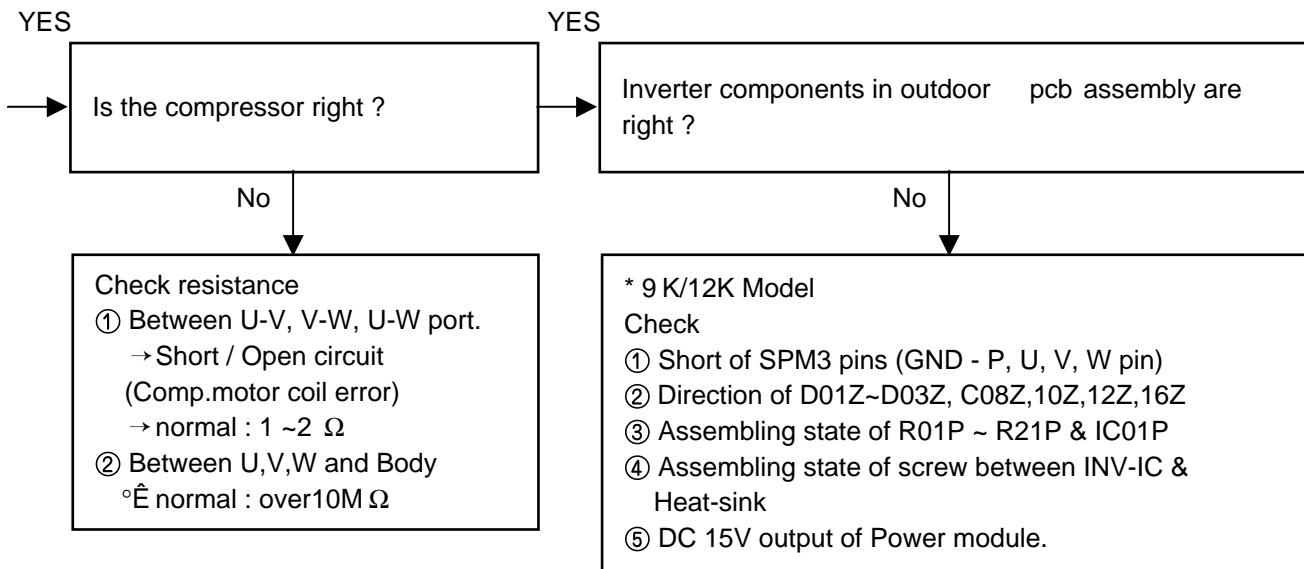 YES
YES
Is the compressor right ?
Inverter components in outdoor pcb assembly are
right ?
No
No
Check resistance
① Between U-V, V-W, U-W port.
→ Short / Open circuit
(Comp.motor coil error)
→ normal : 1 ~2 Ω
② Between U,V,W and Body
°Ê normal : over10M Ω
* 9 K/12K Model
Check
① Short of SPM3 pins (GND - P, U, V, W pin)
② Direction of D01Z~D03Z, C08Z,10Z,12Z,16Z
③ Assembling state of R01P ~ R21P & IC01P
④ Assembling state of screw between INV-IC &
Heat-sink
⑤ DC 15V output of Power module.